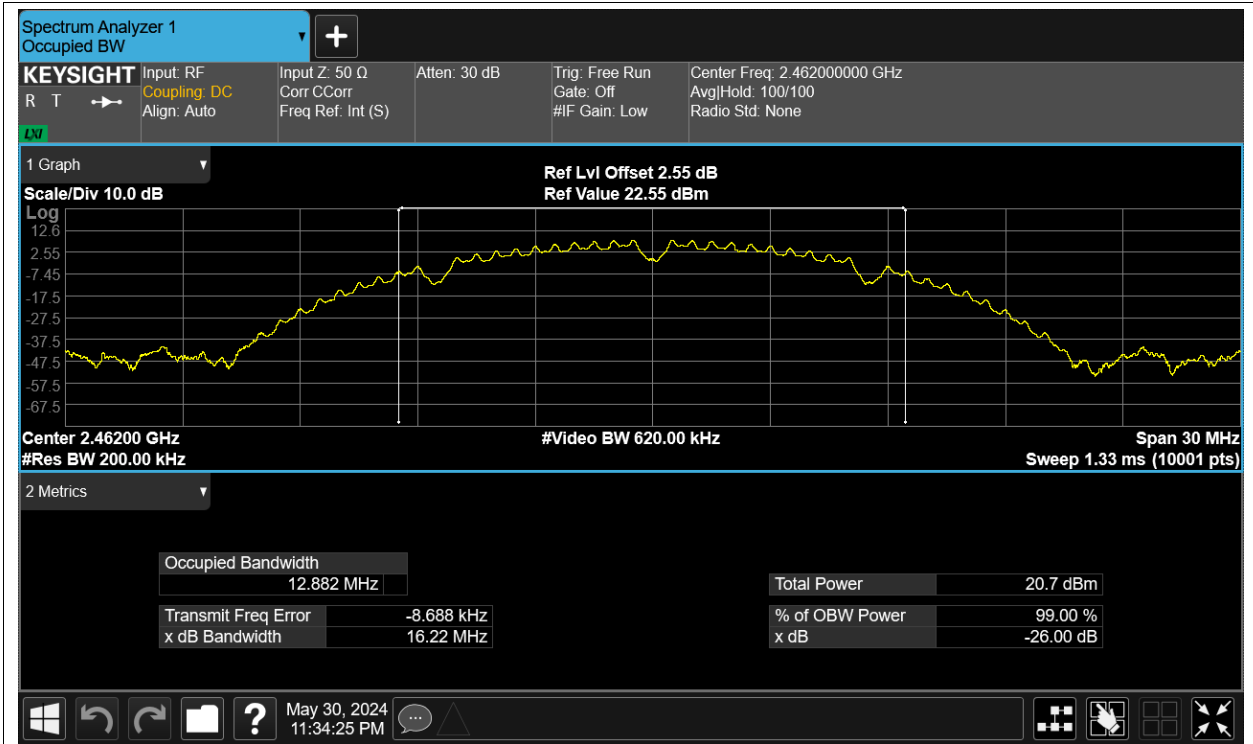 Spectrum Analyzer 1
Occupied BW
KEYSIGHT
R T
LXI
Input: RF
Coupling: DC
Align: Auto
Input Z: 50 Ω
Corr CCorr
Freq Ref: Int (S)
Atten: 30 dB
Trig: Free Run
Gate: Off
#IF Gain: Low
Center Freq: 2.462000000 GHz
Avg|Hold: 100/100
Radio Std: None
1 Graph
Scale/Div 10.0 dB
Ref Lvl Offset 2.55 dB
Ref Value 22.55 dBm
Log
12.6
2.55
-7.45
-17.5
-27.5
-37.5
-47.5
-57.5
-67.5
Center 2.46200 GHz
#Video BW 620.00 kHz
Span 30 MHz
#Res BW 200.00 kHz
Sweep 1.33 ms (10001 pts)
2 Metrics
Occupied Bandwidth
12.882 MHz
Total Power 20.7 dBm
Transmit Freq Error -8.688 kHz
% of OBW Power 99.00 %
x dB Bandwidth 16.22 MHz
x dB -26.00 dB
?
May 30, 2024
11:34:25 PM